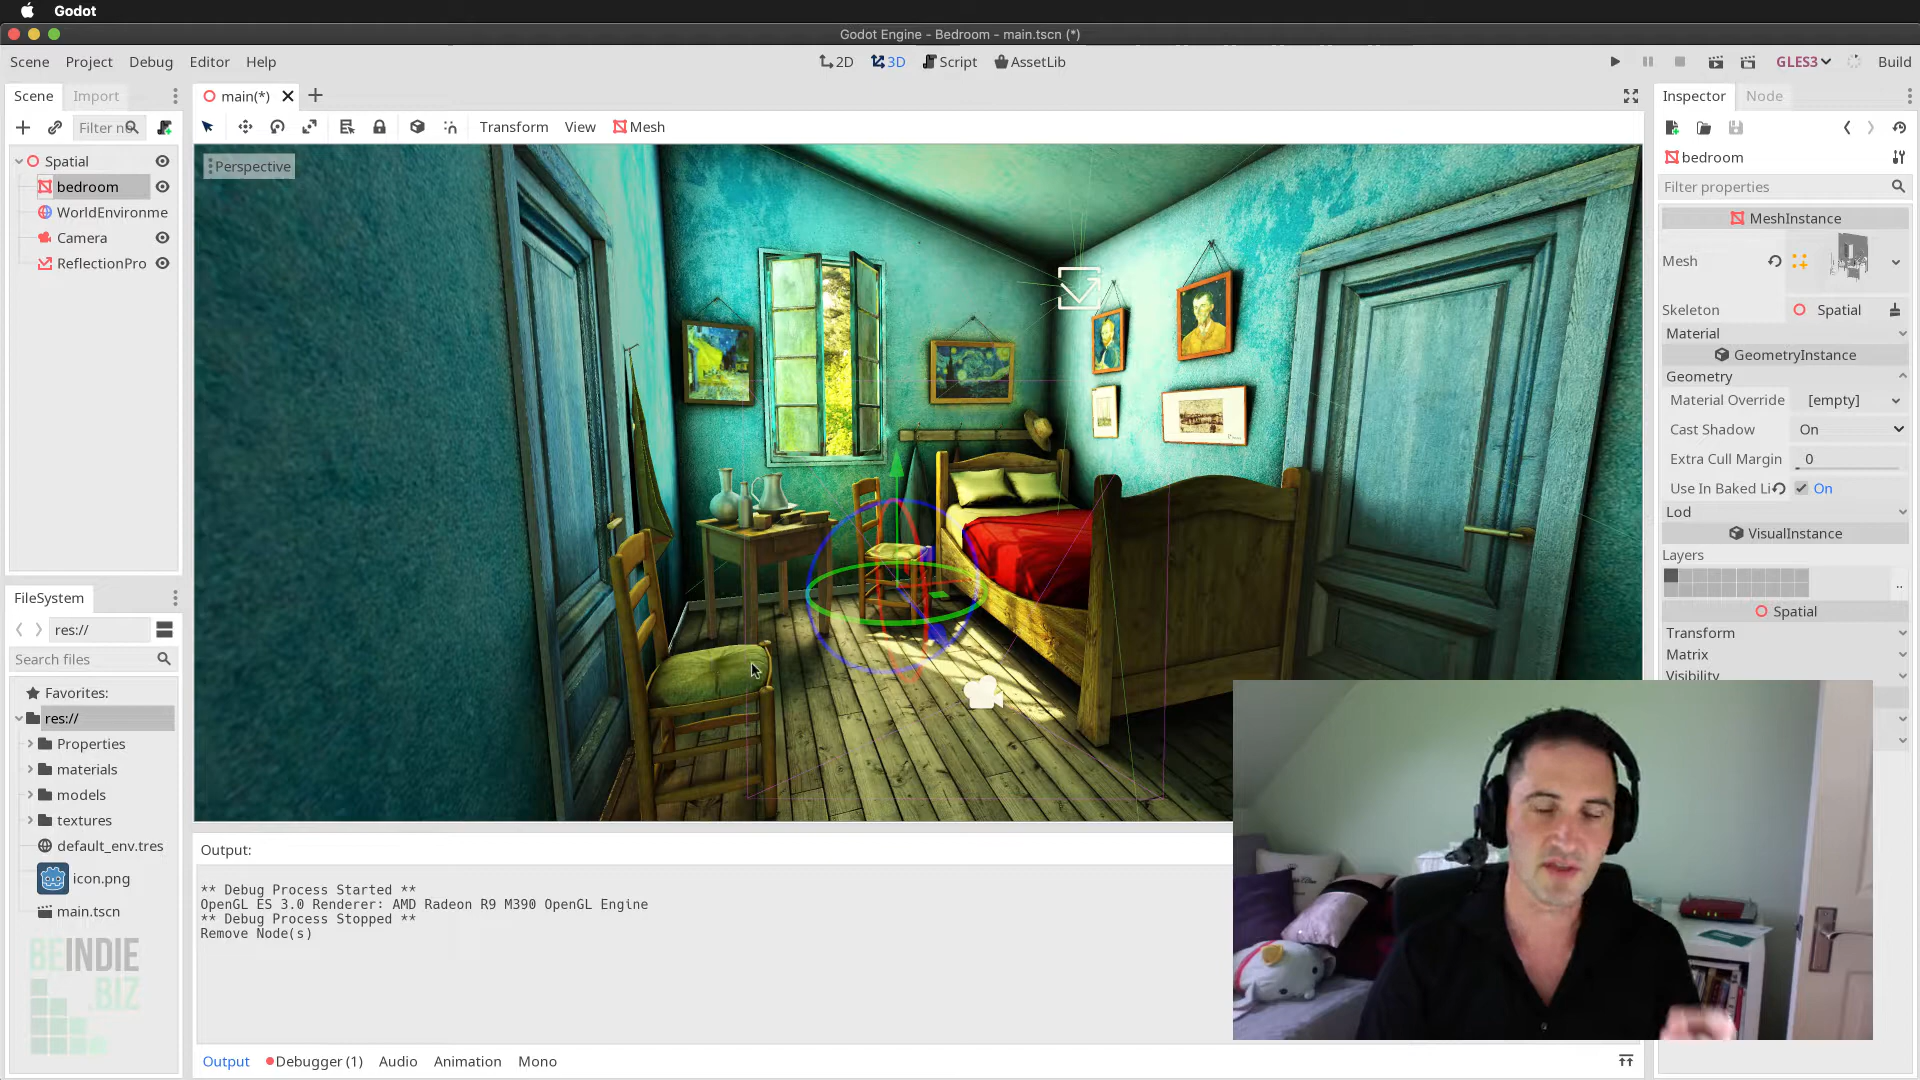 Godot
Godot Engine - Bedroom - main.tscn (*)
Scene Project Debug Editor Help
2D 3D Script AssetLib
GLES3 Build
Scene Import
main(*)
Inspector Node
Filter n
Transform View Mesh
Spatial
bedroom
WorldEnvironme
Camera
ReflectionPro
Perspective
bedroom
Filter properties
MeshInstance
Mesh
Skeleton Spatial
Material
GeometryInstance
Geometry
Material Override [empty]
Cast Shadow On
Extra Cull Margin 0
Use In Baked Li On
Lod
VisualInstance
Layers
..
Spatial
Transform
Matrix
Visibility
FileSystem
res://
Search files
Favorites:
res://
Properties
materials
models
textures
default_env.tres
icon.png
main.tscn
BEINDIE
.BIZ
Output:
** Debug Process Started **
OpenGL ES 3.0 Renderer: AMD Radeon R9 M390 OpenGL Engine
** Debug Process Stopped **
Remove Node(s)
Output Debugger (1) Audio Animation Mono